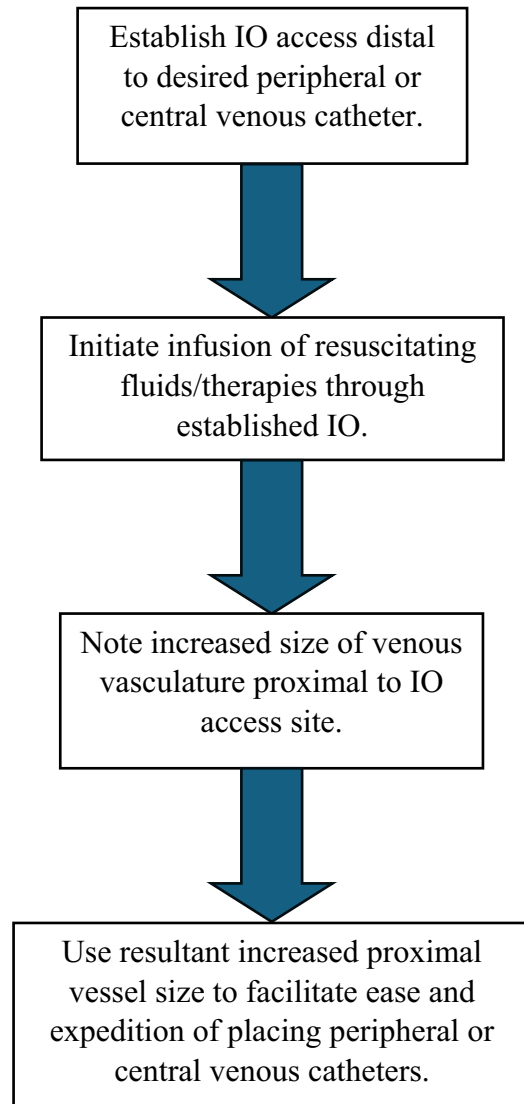 Establish IO access distal
to desired peripheral or
central venous catheter.
Initiate infusion of resuscitating
fluids/therapies through
established IO.
Note increased size of venous
vasculature proximal to IO
access site.
Use resultant increased proximal
vessel size to facilitate ease and
expedition of placing peripheral or
central venous catheters.